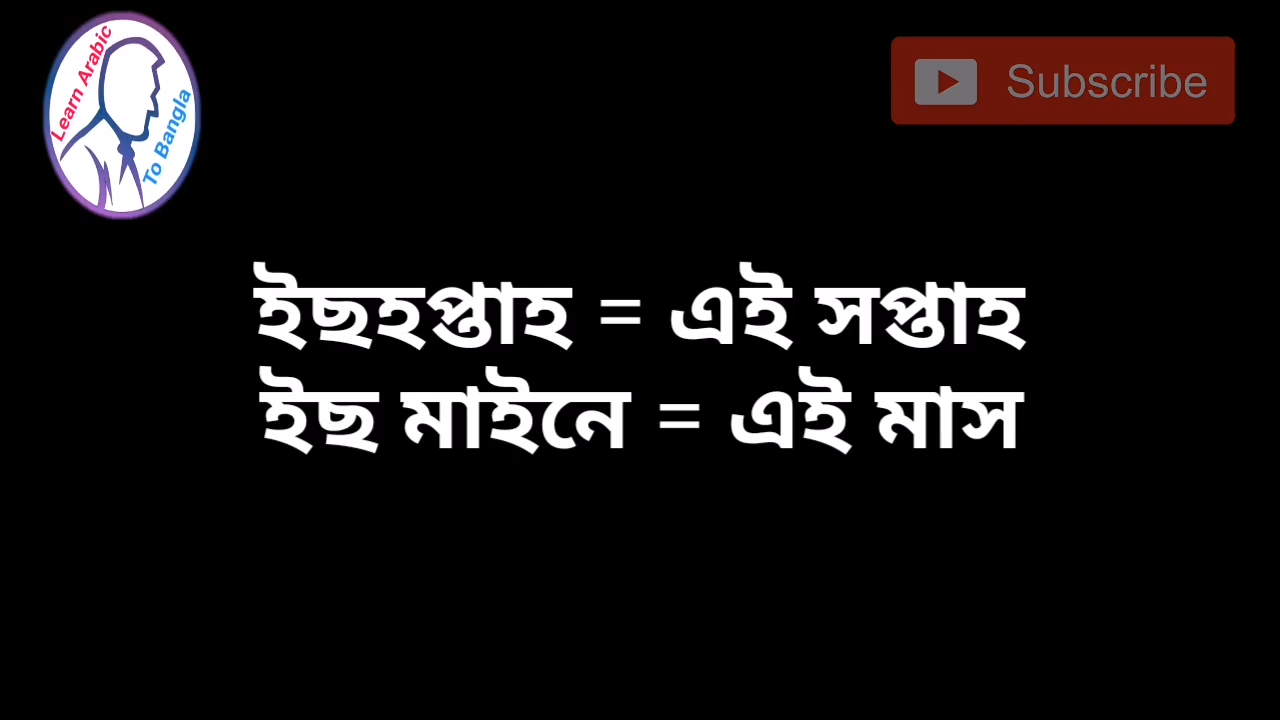 Learn Arabic
To Bangla
Subscribe
ইছহপ্তাহ = এই সপ্তাহ
ইছ মাইনে = এই মাস